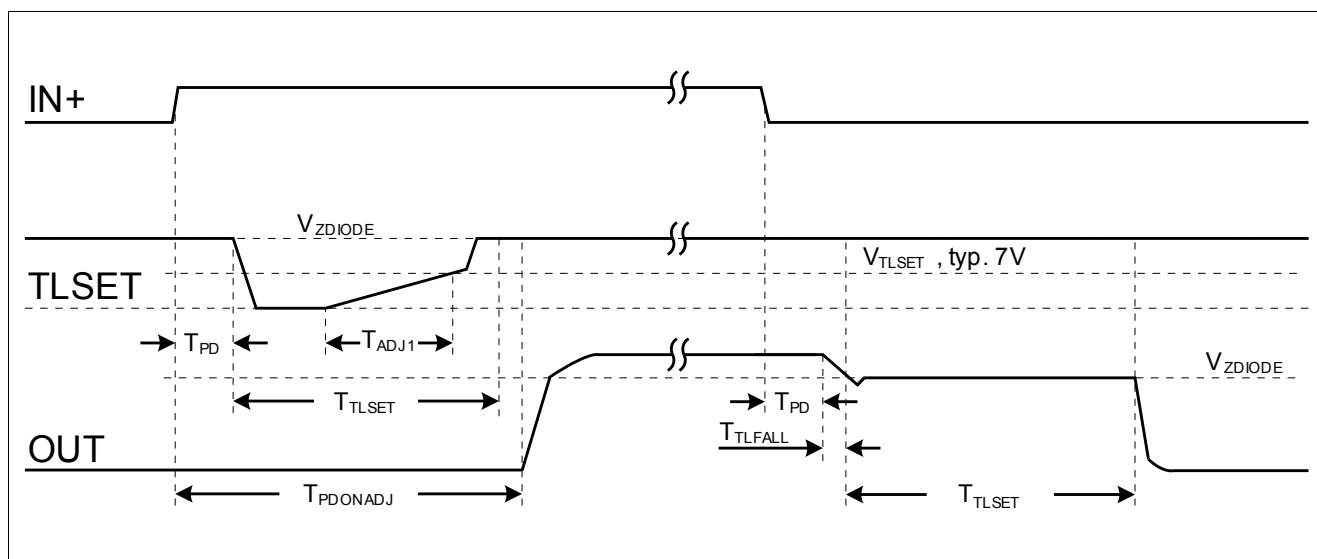 IN+
VZDIODE
VTLSET , typ. 7V
TLSET
TPD
TADJ1
VZDIODE
TTLSET
TPD
TTLFALL
OUT
TPDONADJ
TTLSET